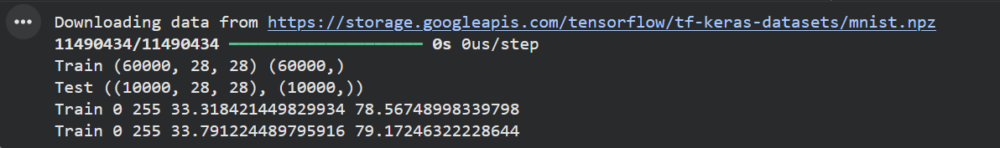 Downloading data from https://storage.googleapis.com/tensorflow/tf-keras-datasets/mnist.npz
11490434/11490434 ━━━━━━━━━━━━━━━━━━━━ 0s 0us/step
Train (60000, 28, 28) (60000,)
Test ((10000, 28, 28), (10000,))
Train 0 255 33.318421449829934 78.56748998339798
Train 0 255 33.791224489795916 79.17246322228644